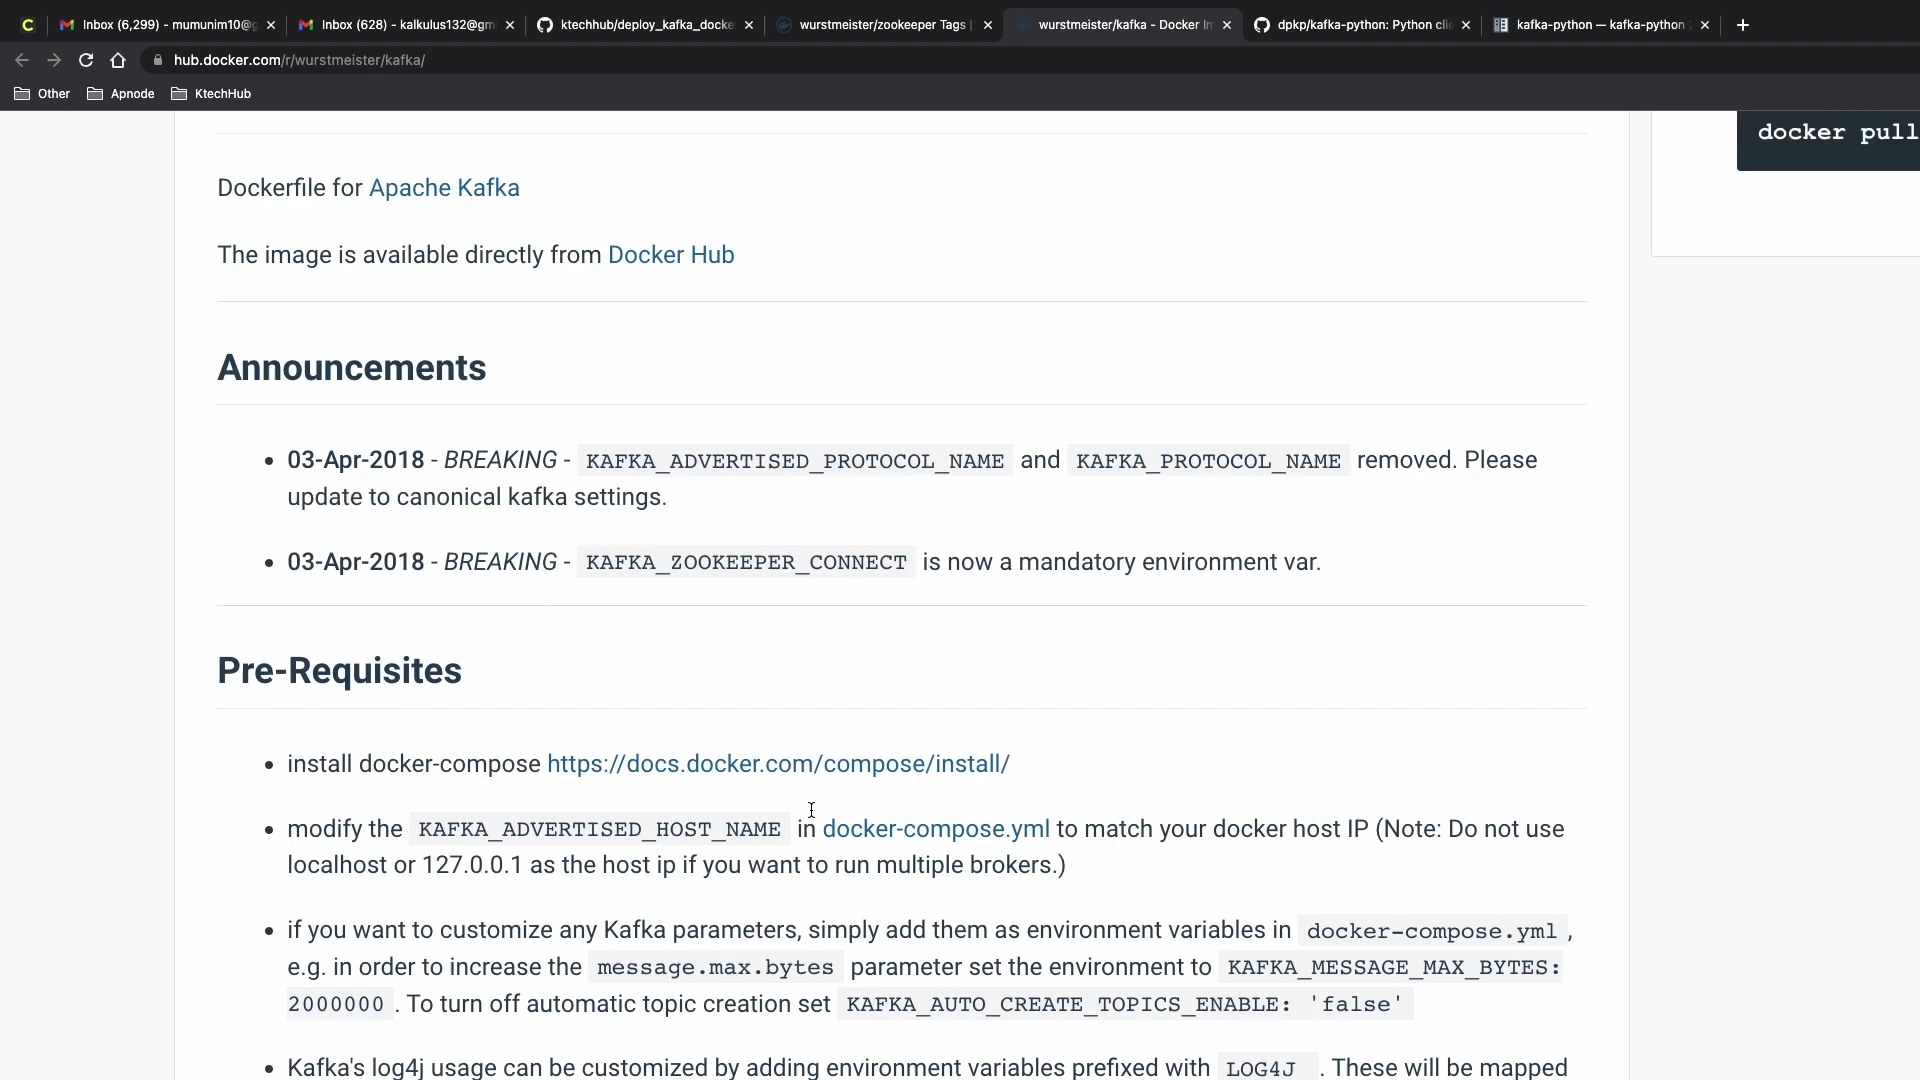 C Inbox (6,299) - mumunim10@g Inbox (628) - kalkulus132@gm ktechhub/deploy_kafka_docke wurstmeister/zookeeper Tags | wurstmeister/kafka - Docker Im dpkp/kafka-python: Python clie kafka-python — kafka-python
hub.docker.com/r/wurstmeister/kafka/
Other Apnode KtechHub
docker pull
Dockerfile for Apache Kafka
The image is available directly from Docker Hub
Announcements
• 03-Apr-2018 - BREAKING - KAFKA_ADVERTISED_PROTOCOL_NAME and KAFKA_PROTOCOL_NAME removed. Please
update to canonical kafka settings.
• 03-Apr-2018 - BREAKING - KAFKA_ZOOKEEPER_CONNECT is now a mandatory environment var.
Pre-Requisites
• install docker-compose https://docs.docker.com/compose/install/
• modify the KAFKA_ADVERTISED_HOST_NAME in docker-compose.yml to match your docker host IP (Note: Do not use
localhost or 127.0.0.1 as the host ip if you want to run multiple brokers.)
• if you want to customize any Kafka parameters, simply add them as environment variables in docker-compose.yml ,
e.g. in order to increase the message.max.bytes parameter set the environment to KAFKA_MESSAGE_MAX_BYTES:
2000000 . To turn off automatic topic creation set KAFKA_AUTO_CREATE_TOPICS_ENABLE: 'false'
• Kafka's log4j usage can be customized by adding environment variables prefixed with LOG4J_ . These will be mapped